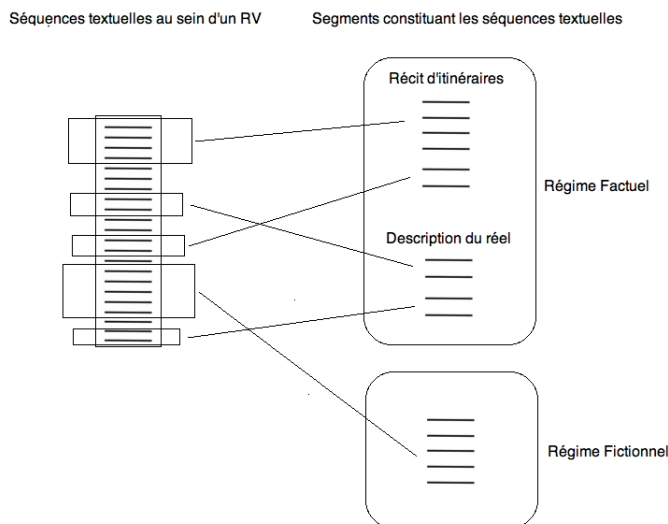 Séquences textuelles au sein d'un RV
Segments constituant les séquences textuelles
Récit d'itinéraires
Régime Factuel
Description du réel
Régime Fictionnel